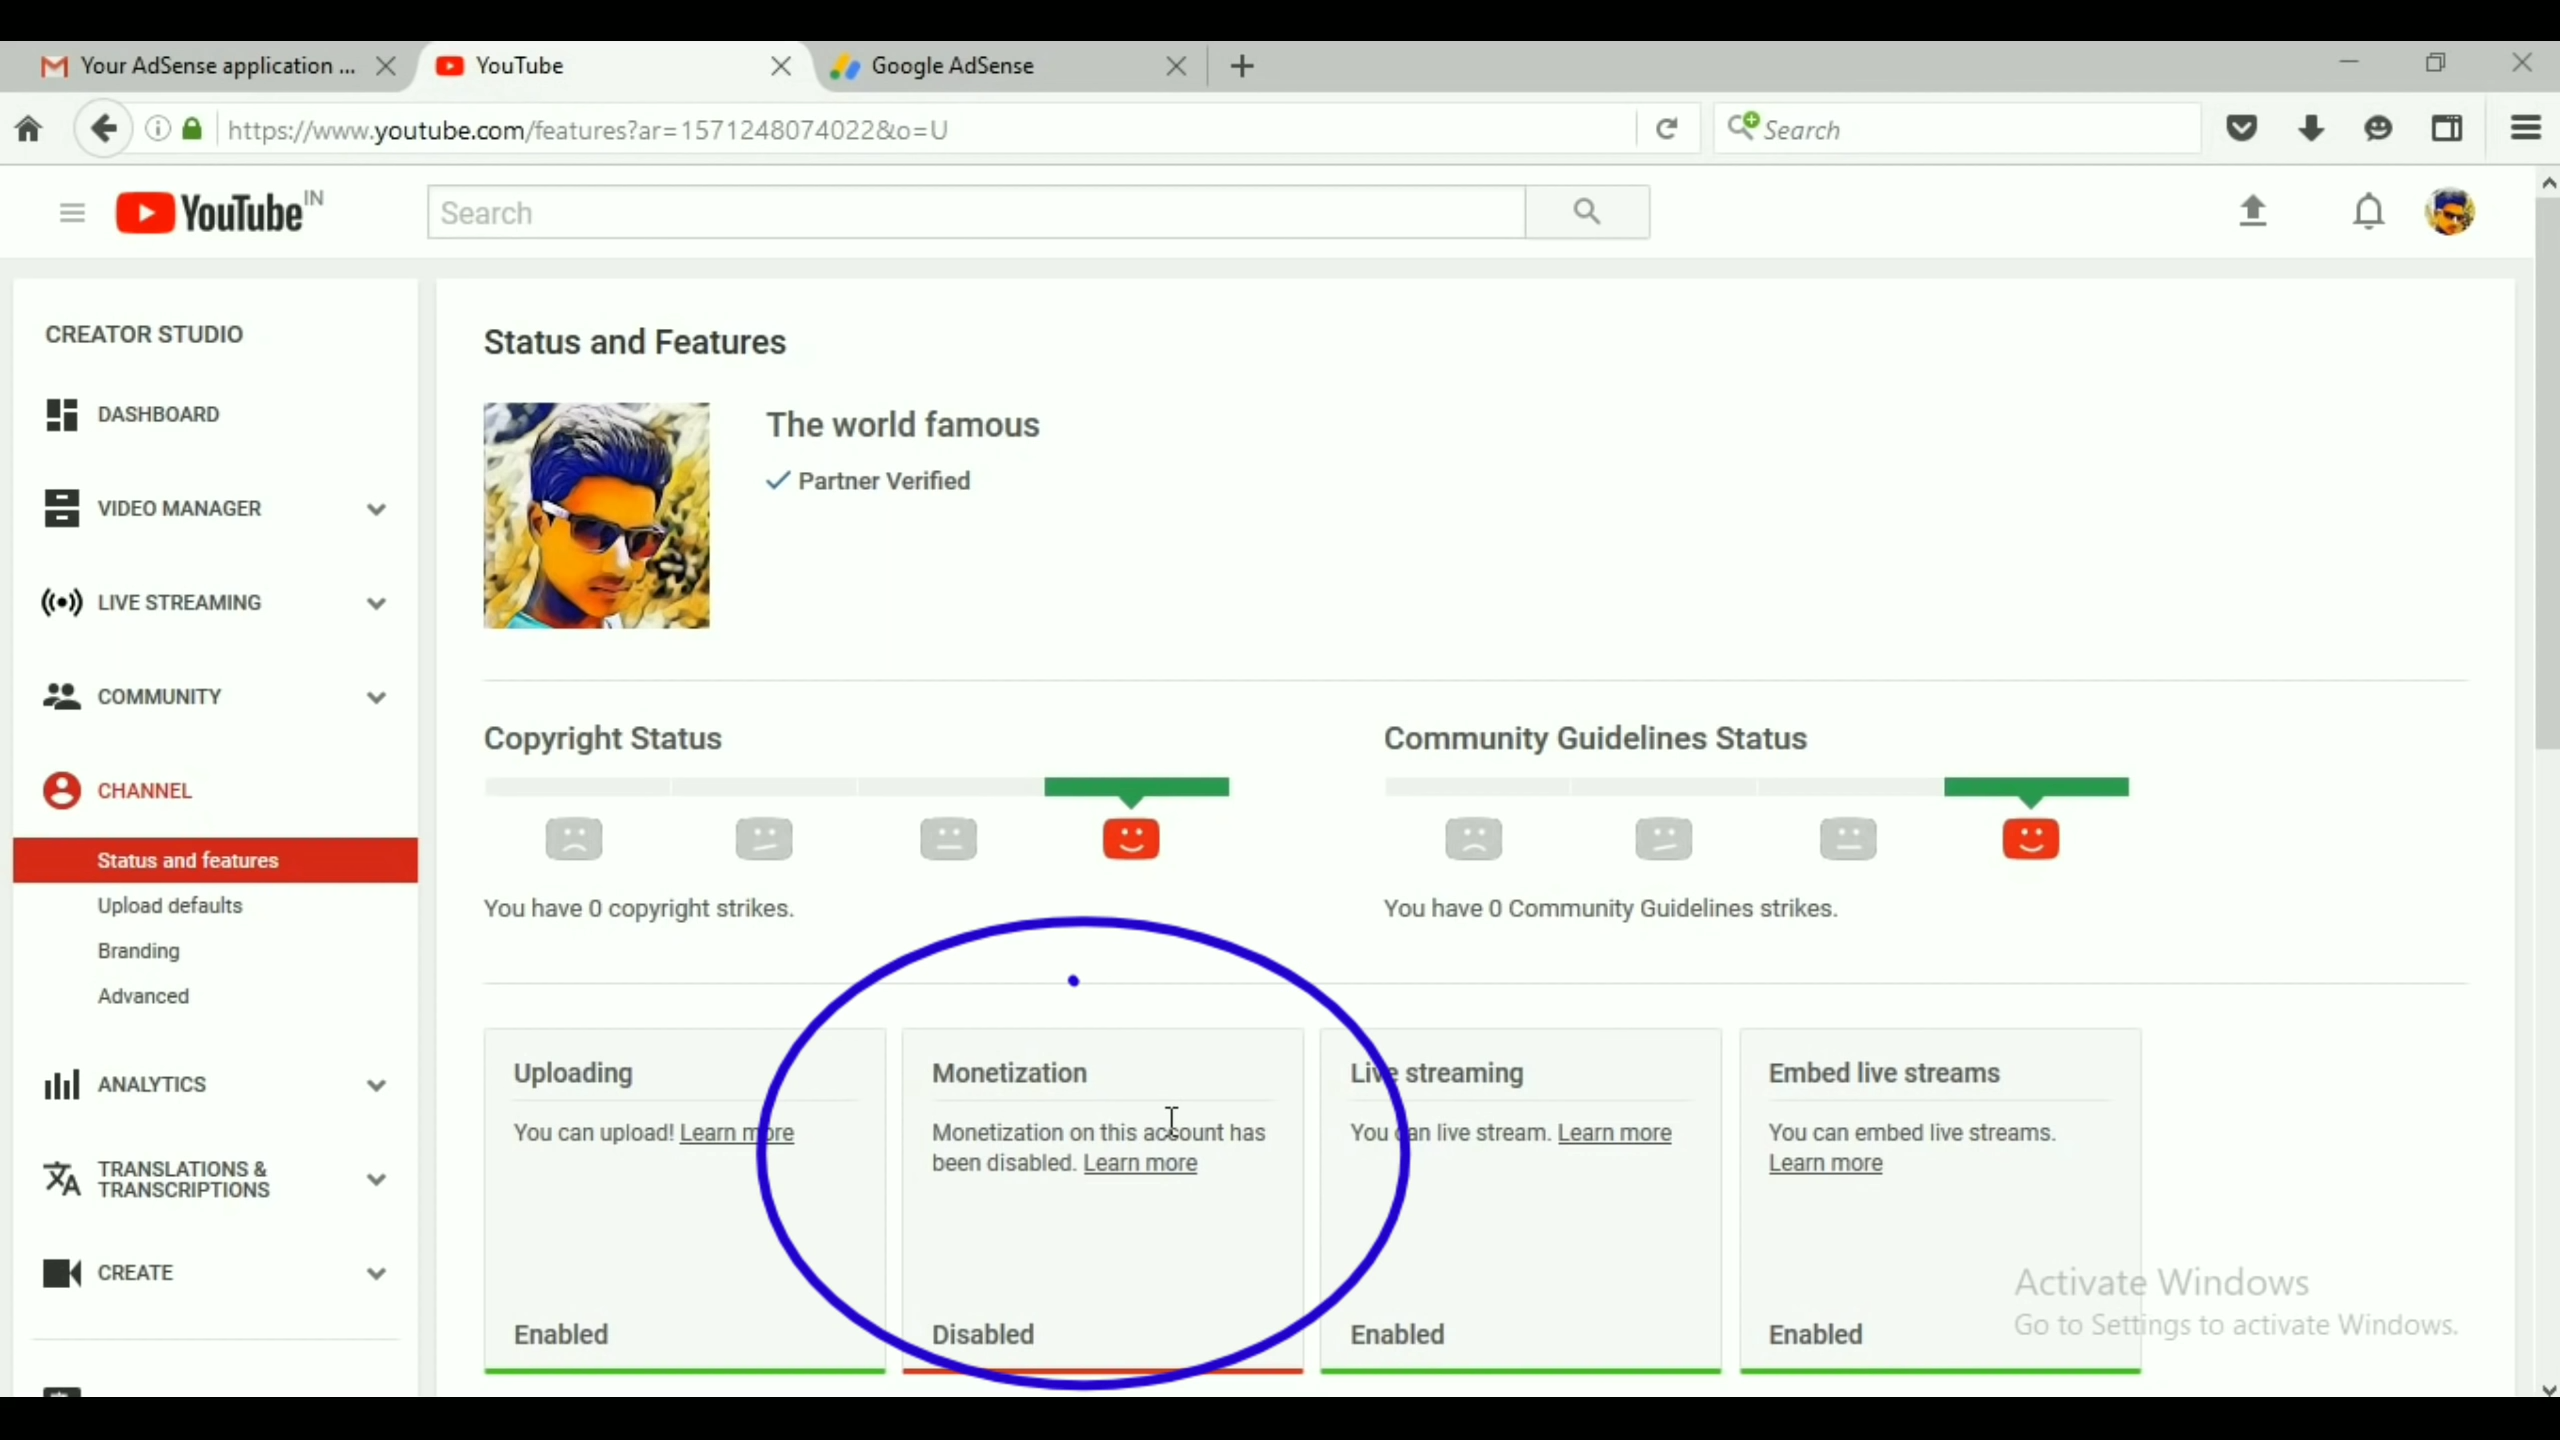 Your AdSense application ...
YouTube
Google AdSense
https://www.youtube.com/features?ar=1571248074022&o=U
Search
YouTube IN
Search
CREATOR STUDIO
DASHBOARD
VIDEO MANAGER
LIVE STREAMING
COMMUNITY
CHANNEL
Status and features
Upload defaults
Branding
Advanced
ANALYTICS
TRANSLATIONS &
TRANSCRIPTIONS
CREATE
Status and Features
The world famous
Partner Verified
Copyright Status
You have 0 copyright strikes.
Community Guidelines Status
You have 0 Community Guidelines strikes.
Uploading
You can upload! Learn more
Enabled
Monetization
Monetization on this account has
been disabled. Learn more
Disabled
Live streaming
You can live stream. Learn more
Enabled
Embed live streams
You can embed live streams.
Learn more
Enabled
Activate Windows
Go to Settings to activate Windows.